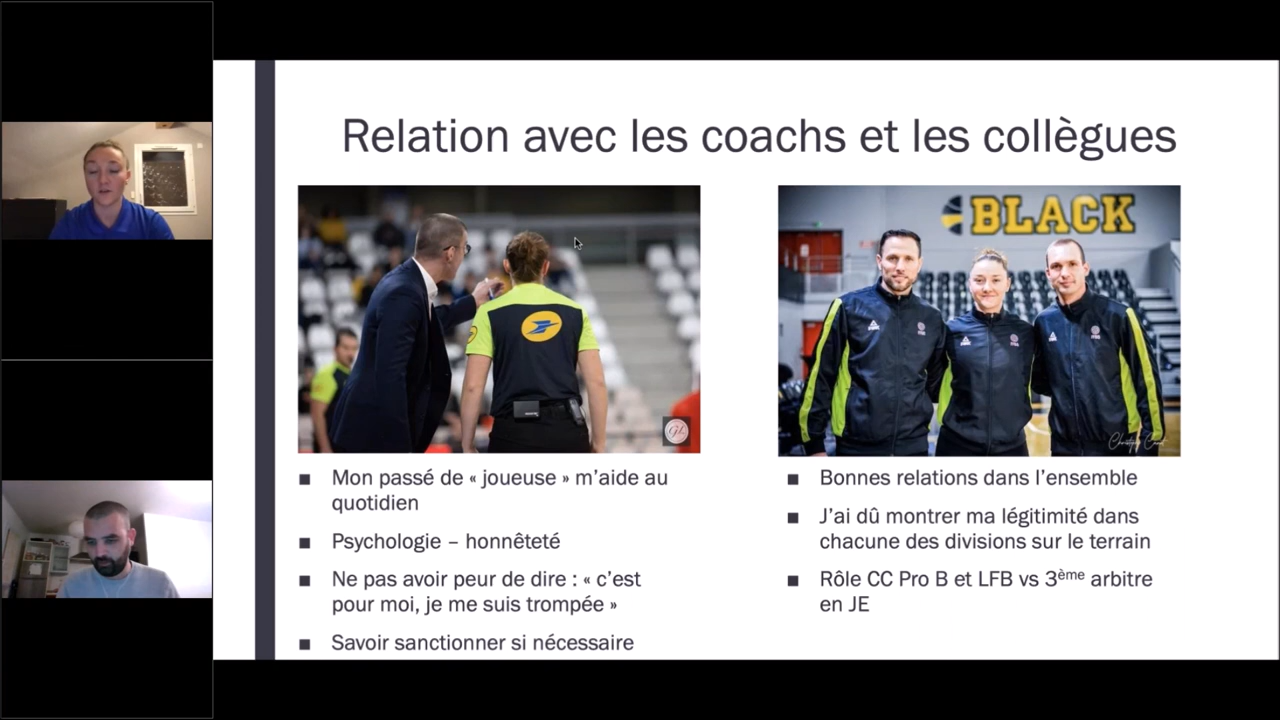 Relation avec les coachs et les collègues
BLACK
■ Mon passé de « joueuse » m’aide au
quotidien
■ Psychologie – honnêteté
■ Ne pas avoir peur de dire : « c’est
pour moi, je me suis trompée »
■ Savoir sanctionner si nécessaire
■ Bonnes relations dans l’ensemble
■ J’ai dû montrer ma légitimité dans
chacune des divisions sur le terrain
■ Rôle CC Pro B et LFB vs 3ème arbitre
en JE